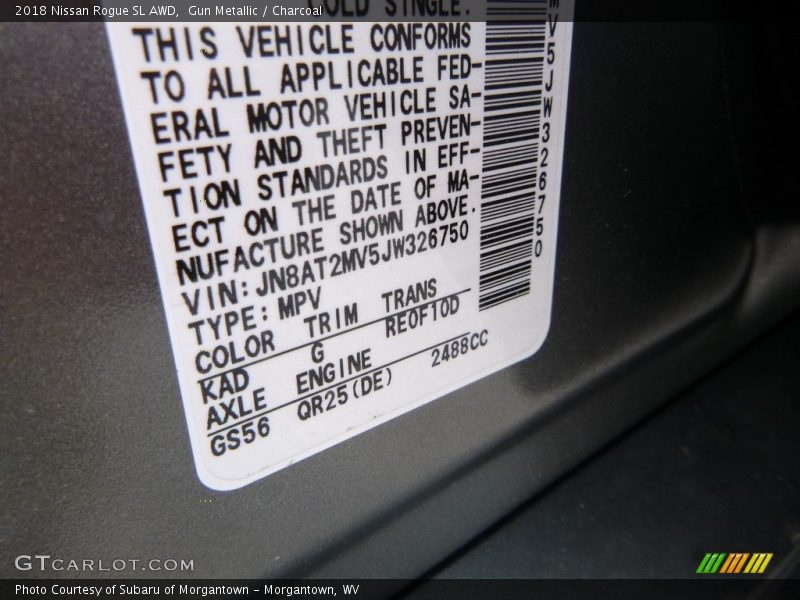 2018 Nissan Rogue SL AWD,  Gun Metallic / Charcoal
SINGLE.
THIS VEHICLE CONFORMS
TO ALL APPLICABLE FED-
ERAL MOTOR VEHICLE SA-
FETY AND THEFT PREVEN-
TION STANDARDS IN EFF-
ECT ON THE DATE OF MA-
NUFACTURE SHOWN ABOVE.
VIN:JN8AT2MV5JW326750
TYPE:MPV
COLOR TRIM TRANS
KAD G RE0F10D
AXLE ENGINE
GS56 QR25(DE) 2488CC
MV5JW326750
GTCARLOT.COM
Photo Courtesy of Subaru of Morgantown - Morgantown, WV